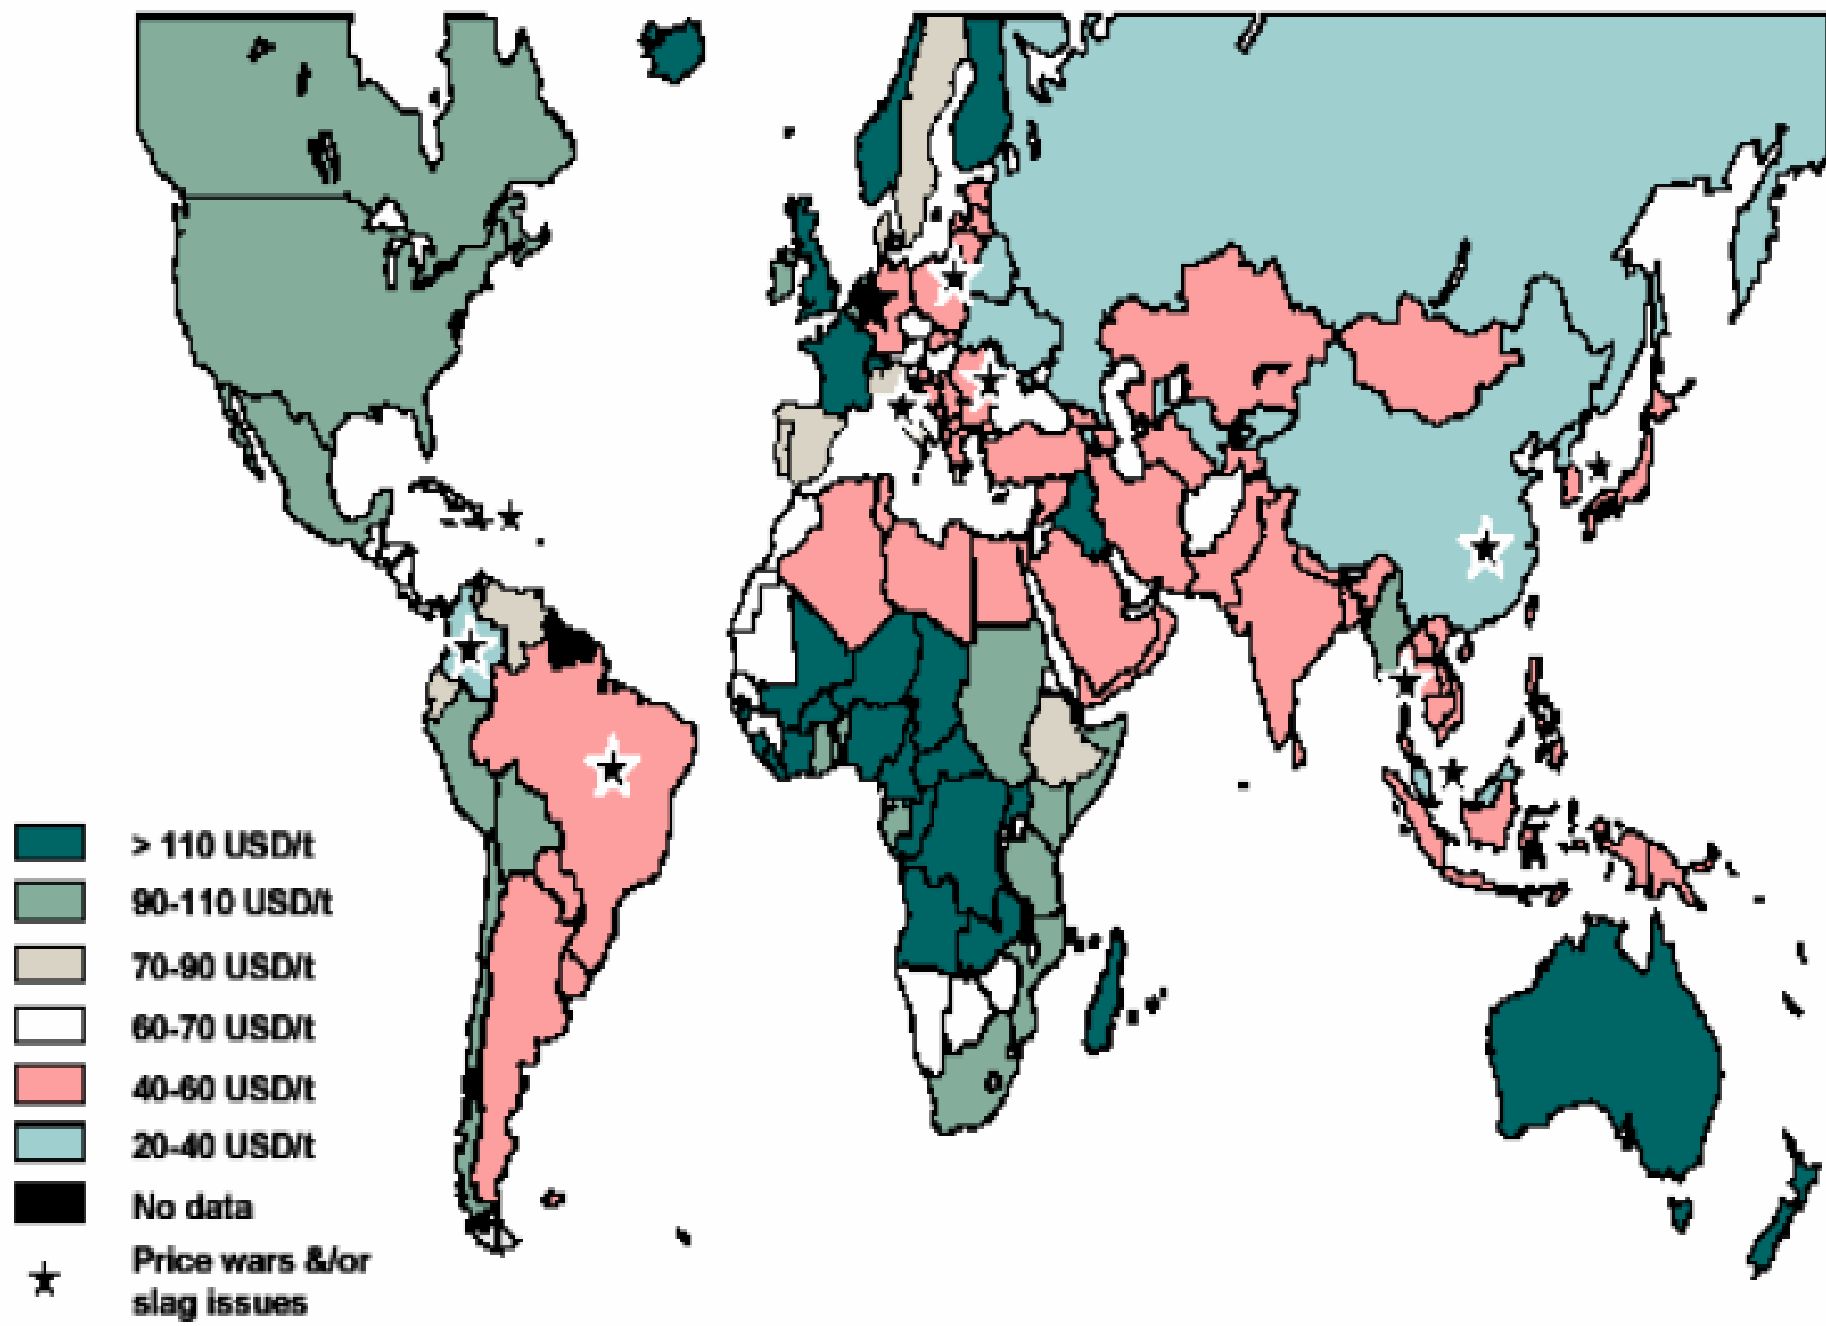 > 110 USD/t
90-110 USD/t
70-90 USD/t
60-70 USD/t
40-60 USD/t
20-40 USD/t
No data
Price wars &/or
slag issues